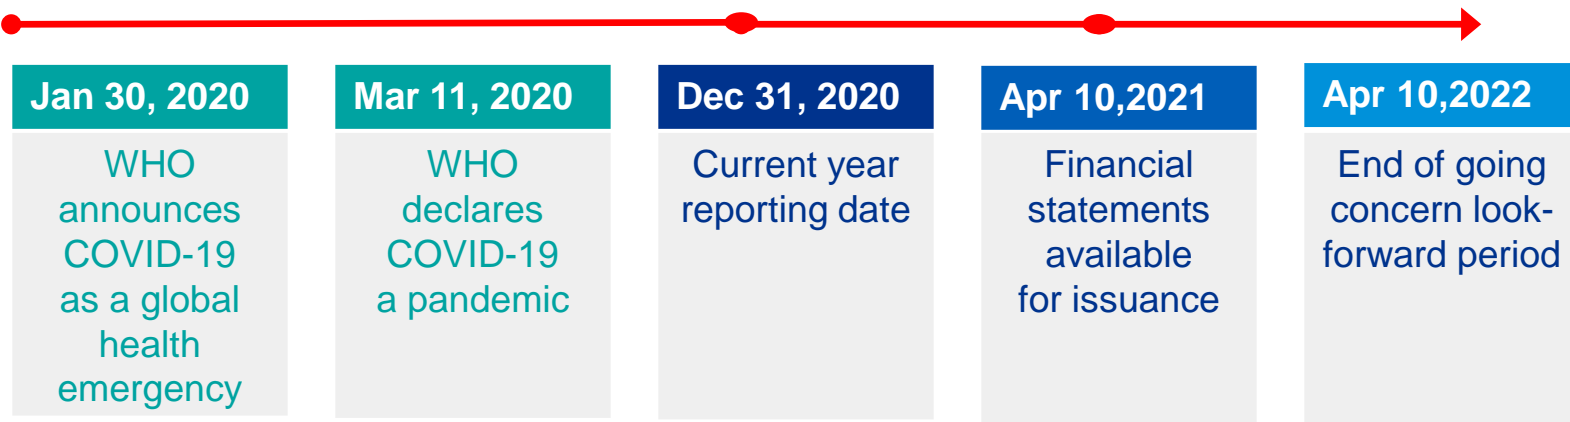 Jan 30, 2020
WHO
announces
COVID-19
as a global
health
emergency
Mar 11, 2020
WHO
declares
COVID-19
a pandemic
Dec 31, 2020
Current year
reporting date
Apr 10,2021
Financial
statements
available
for issuance
Apr 10,2022
End of going
concern look-
forward period